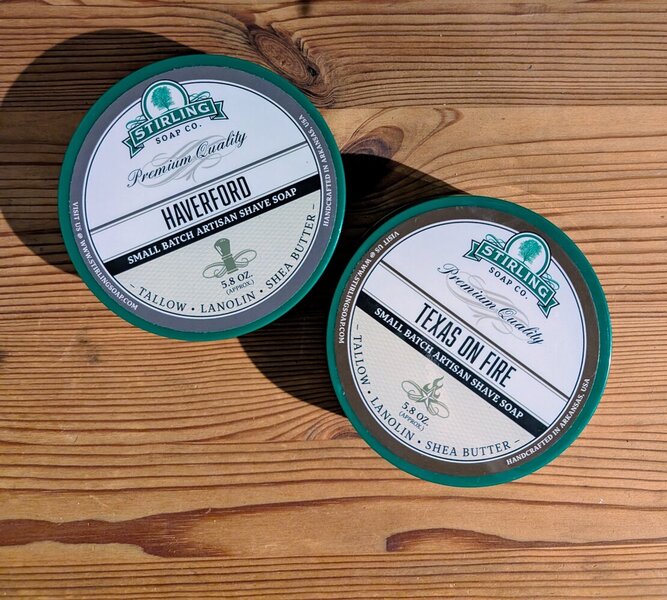 STIRLING
SOAP CO.
Premium Quality
HAVERFORD
SMALL BATCH ARTISAN SHAVE SOAP
5.8 OZ.
(APPROX.)
- TALLOW • LANOLIN • SHEA BUTTER -
VISIT US @ WWW.STIRLINGSOAP.COM
HANDCRAFTED IN ARKANSAS, USA
STIRLING
SOAP CO.
Premium Quality
TEXAS ON FIRE
SMALL BATCH ARTISAN SHAVE SOAP
5.8 OZ.
(APPROX.)
- TALLOW • LANOLIN • SHEA BUTTER -
VISIT US @ WWW.STIRLINGSOAP.COM
HANDCRAFTED IN ARKANSAS, USA